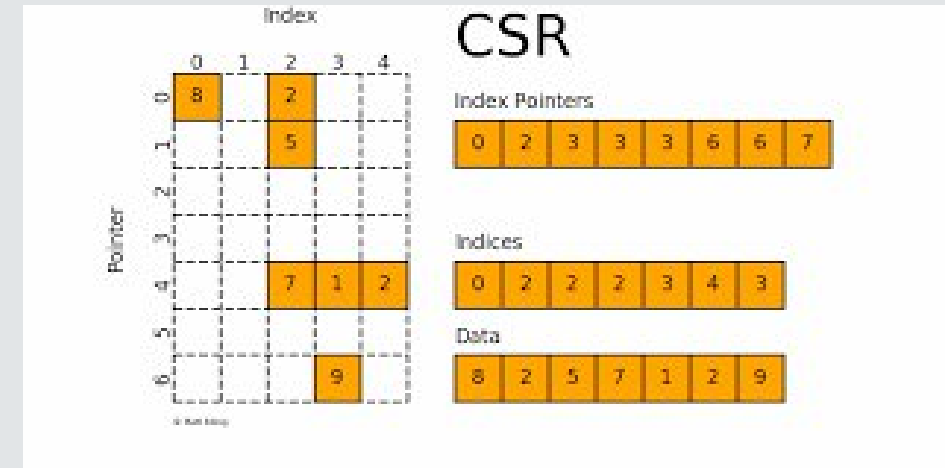 Index
CSR
0 1 2 3 4
Index Pointers
0 8 2
0 2 3 3 3 6 6 7
1 5
2
Pointer
3
Indices
4 7 1 2
0 2 2 2 3 4 3
5
Data
6 9
8 2 5 7 1 2 9